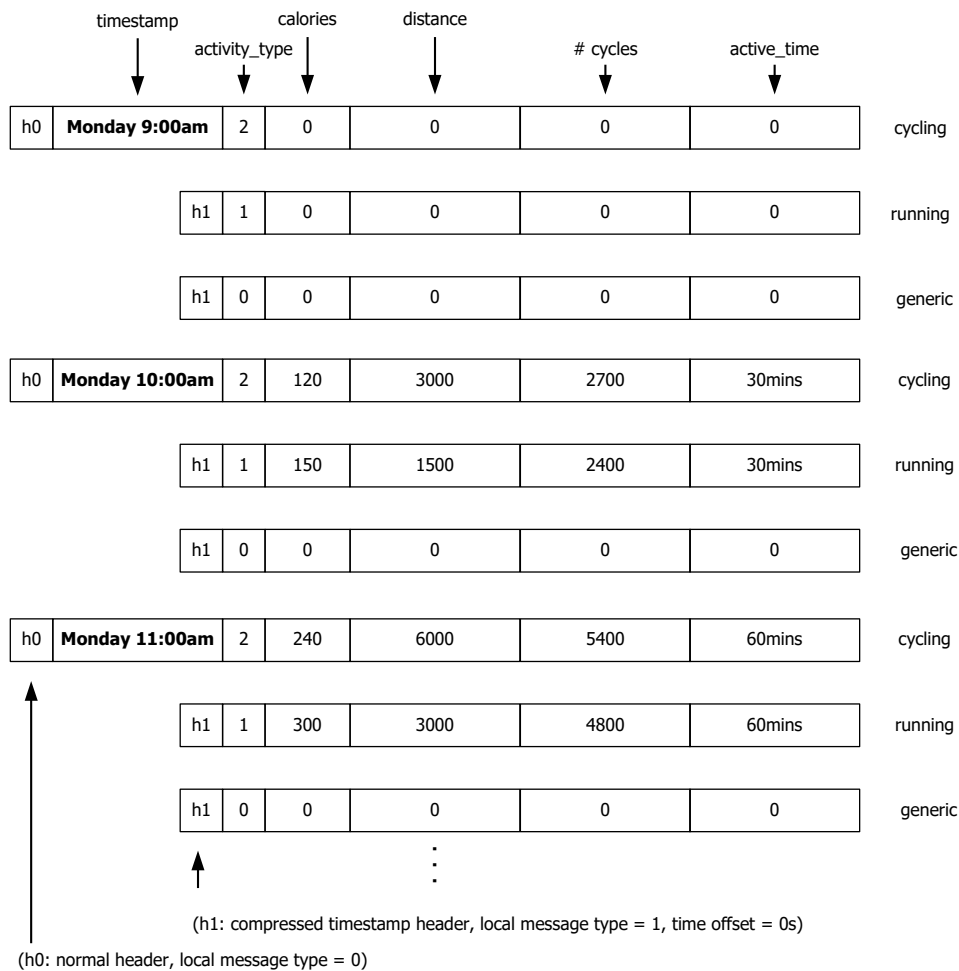 timestamp calories distance
activity_type # cycles active_time
h0 Monday 9:00am 2 0 0 0 0 cycling
h1 1 0 0 0 0 running
h1 0 0 0 0 0 generic
h0 Monday 10:00am 2 120 3000 2700 30mins cycling
h1 1 150 1500 2400 30mins running
h1 0 0 0 0 0 generic
h0 Monday 11:00am 2 240 6000 5400 60mins cycling
h1 1 300 3000 4800 60mins running
h1 0 0 0 0 0 generic
(h1: compressed timestamp header, local message type = 1, time offset = 0s)
(h0: normal header, local message type = 0)